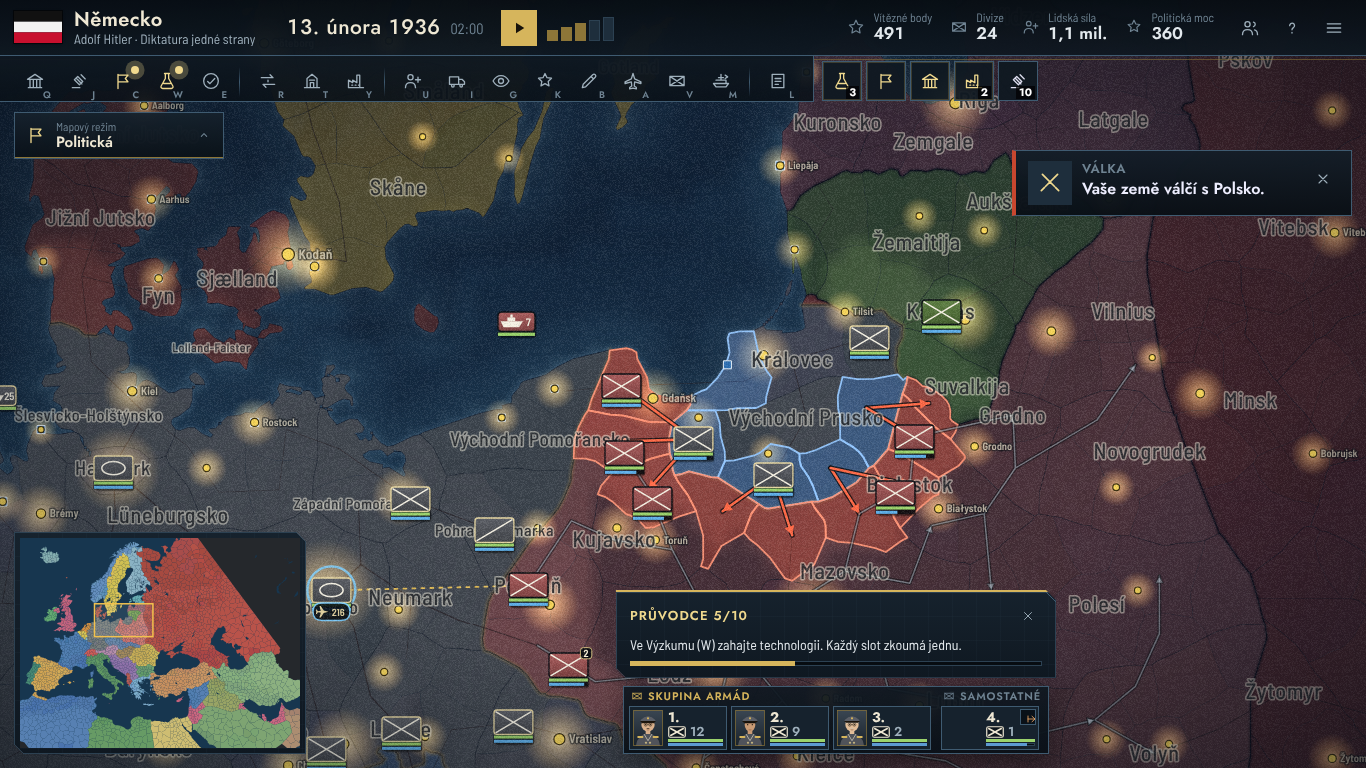 Německo
Adolf Hitler · Diktatura jedné strany
13. února 1936 02:00
Vítězné body
491
Divize
24
Lidská síla
1,1 mil.
Politická moc
360
?
Q J C W E R T Y U I G K B A V M L
3
2
10
Mapový režim
Politická
VÁLKA
Vaše země válčí s Polsko.
Pskov
Aalborg
Riga
Kuronsko
Zemgale
Latgale
Liepāja
Skåne
Aarhus
Jižní Jutsko
Žemaitija
Vitebsk
Kodaň
Sjælland
Fyn
Tilsit
Vilnius
7
Lolland-Falster
Královec
Kiel
Suvalkija
Minsk
25
Slesvicko-Holštýnsko
Gdaňsk
Východní Prusko
Grodno
Rostock
Východní Pomořansko
Grodno
Novogrudek
Bobrujsk
Západní Pomořa
Lüneburgsko
Brémy
Białystok
Kujavsko
Toruň
Mazovsko
216
Neumark
Polesí
PRŮVODCE 5/10
Ve Výzkumu (W) zahajte technologii. Každý slot zkoumá jednu.
2
SKUPINA ARMÁD
SAMOSTATNÉ
1.
12
2.
9
3.
2
4.
1
Žytomyr
Vratislav
Volyň